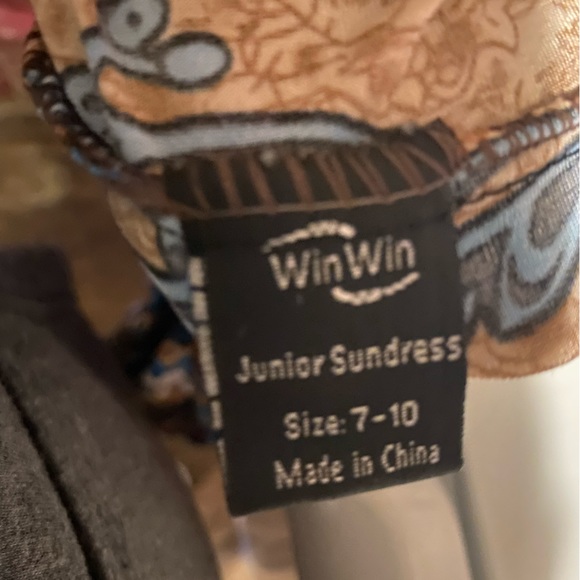 WinWin
Junior Sundress
Size: 7-10
Made in China